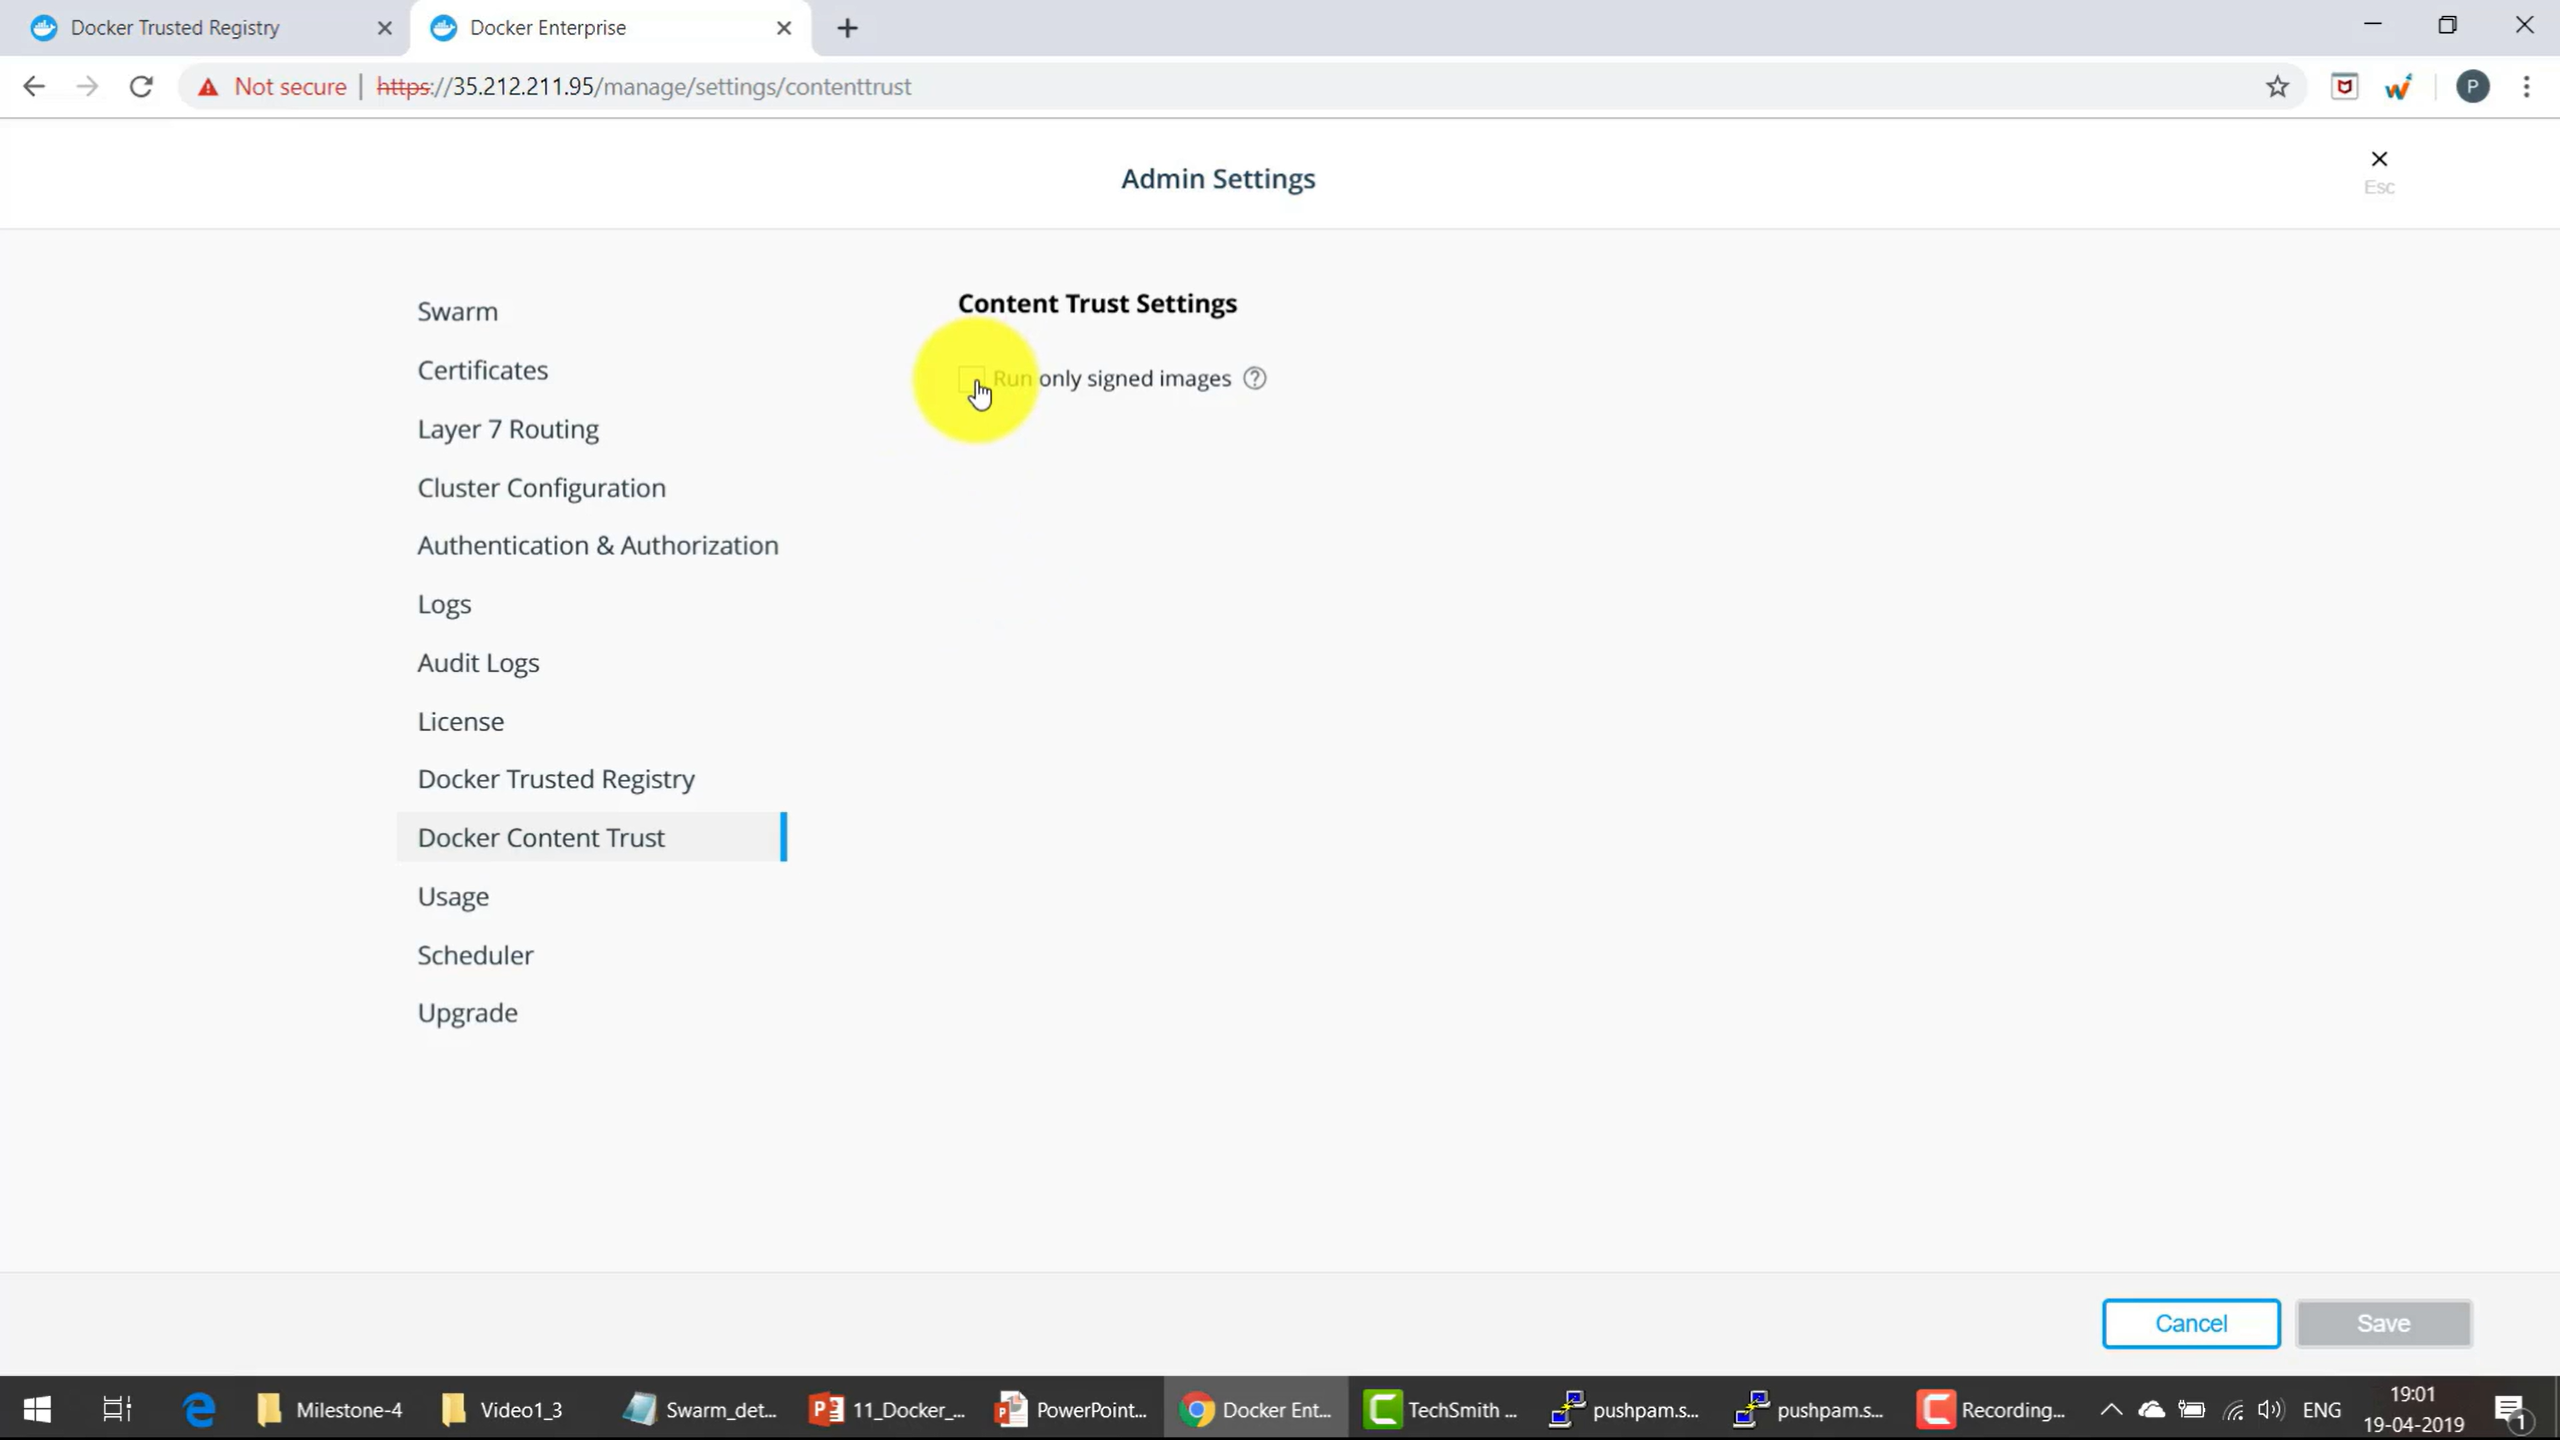 Docker Trusted Registry
Docker Enterprise
Not secure | https://35.212.211.95/manage/settings/contenttrust
P
Admin Settings
Esc
Swarm
Certificates
Layer 7 Routing
Cluster Configuration
Authentication & Authorization
Logs
Audit Logs
License
Docker Trusted Registry
Docker Content Trust
Usage
Scheduler
Upgrade
Content Trust Settings
Run only signed images
Cancel
Save
Milestone-4
Video1_3
Swarm_det...
11_Docker_...
PowerPoint...
Docker Ent...
TechSmith ...
pushpam.s...
pushpam.s...
Recording...
ENG
19:01
19-04-2019
1